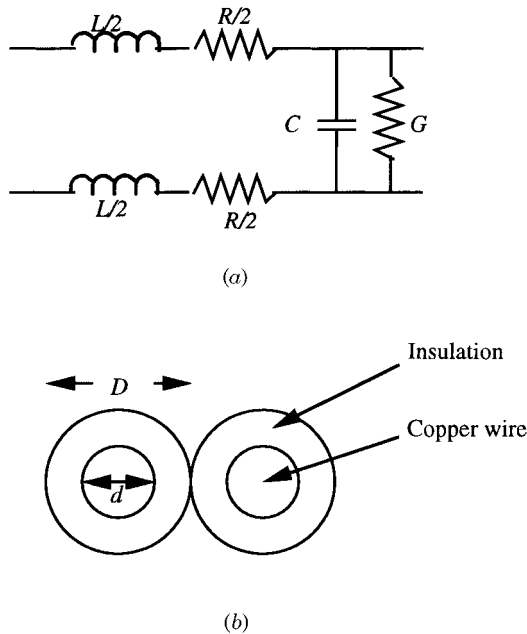 L/2 R/2
C G
L/2 R/2
(a)
D
Insulation
Copper wire
d
(b)